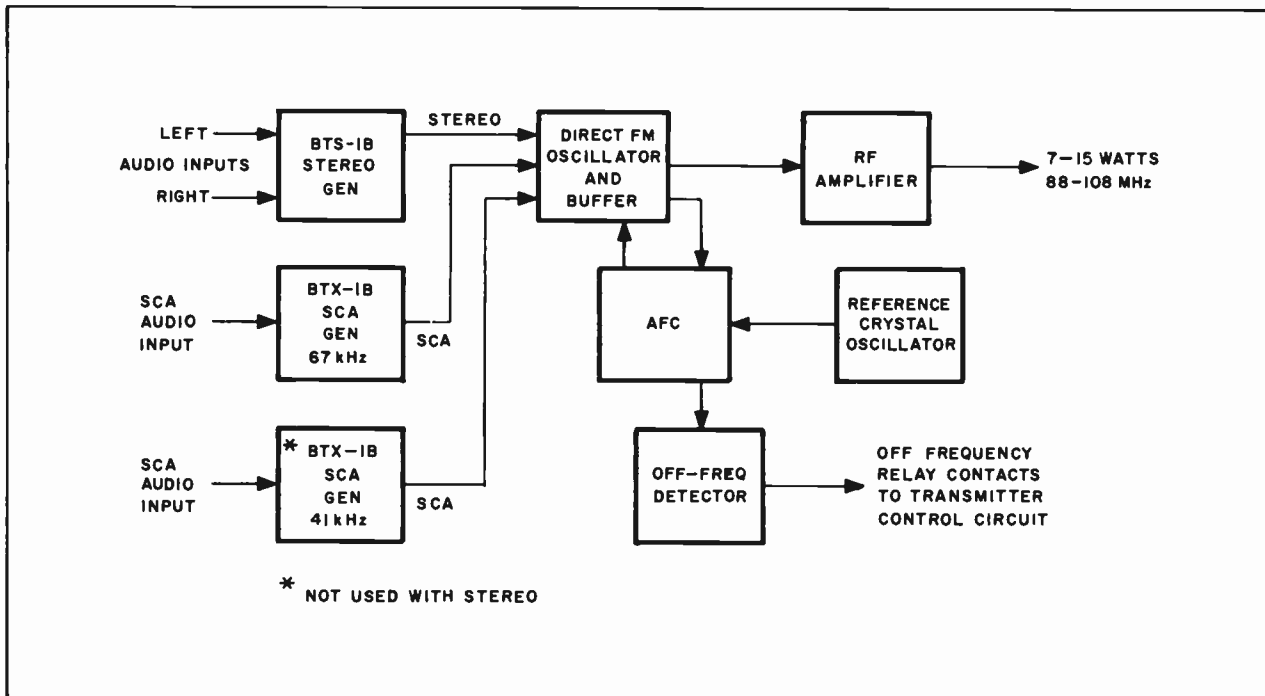 LEFT
AUDIO INPUTS
RIGHT
BTS-1B
STEREO
GEN
STEREO
DIRECT FM
OSCILLATOR
AND
BUFFER
RF
AMPLIFIER
7-15 WATTS
88-108 MHz
SCA
AUDIO
INPUT
BTX-1B
SCA
GEN
67 kHz
SCA
AFC
REFERENCE
CRYSTAL
OSCILLATOR
SCA
AUDIO
INPUT
* BTX-1B
SCA
GEN
41 kHz
SCA
OFF-FREQ
DETECTOR
OFF FREQUENCY
RELAY CONTACTS
TO TRANSMITTER
CONTROL CIRCUIT
* NOT USED WITH STEREO